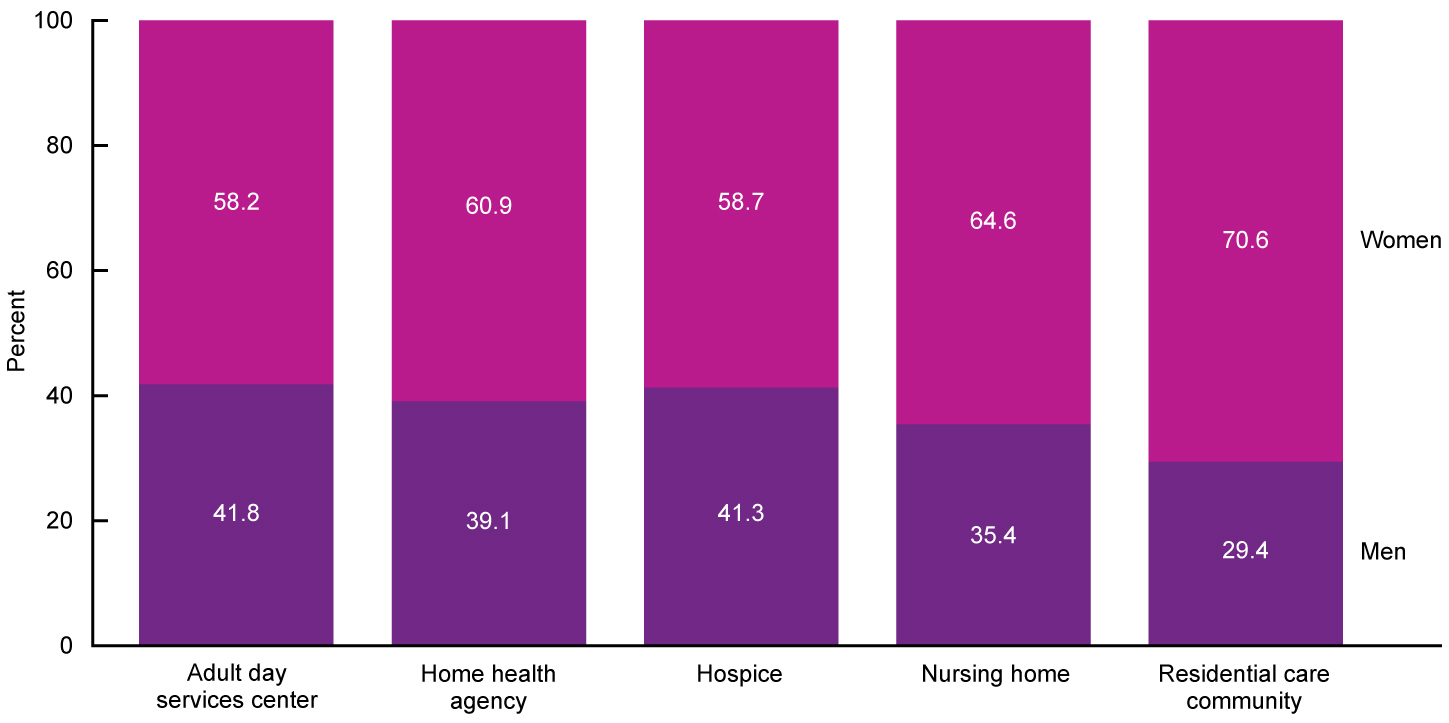 100
80
60
40
20
0
Percent
58.2
60.9
58.7
64.6
70.6
Women
41.8
39.1
41.3
35.4
29.4
Men
Adult day
services center
Home health
agency
Hospice
Nursing home
Residential care
community